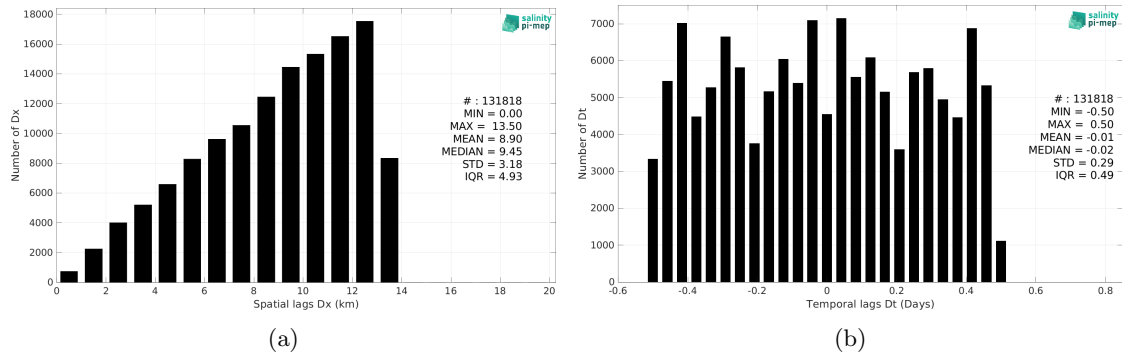 18000
16000
14000
12000
10000
8000
6000
4000
2000
0
Number of Dx
0 2 4 6 8 10 12 14 16 18 20
Spatial lags Dx (km)
salinity
pi-mep
# : 131818
MIN = 0.00
MAX = 13.50
MEAN = 8.90
MEDIAN = 9.45
STD = 3.18
IQR = 4.93
(a)
7000
6000
5000
4000
3000
2000
1000
0
Number of Dt
-0.6 -0.4 -0.2 0 0.2 0.4 0.6 0.8
Temporal lags Dt (Days)
salinity
pi-mep
# : 131818
MIN = -0.50
MAX = 0.50
MEAN = -0.01
MEDIAN = -0.02
STD = 0.29
IQR = 0.49
(b)